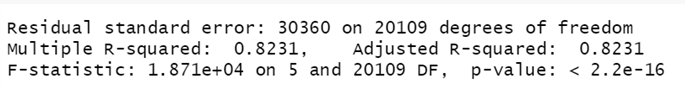 Residual standard error: 30360 on 20109 degrees of freedom
Multiple R-squared:  0.8231,    Adjusted R-squared:  0.8231
F-statistic: 1.871e+04 on 5 and 20109 DF,  p-value: < 2.2e-16